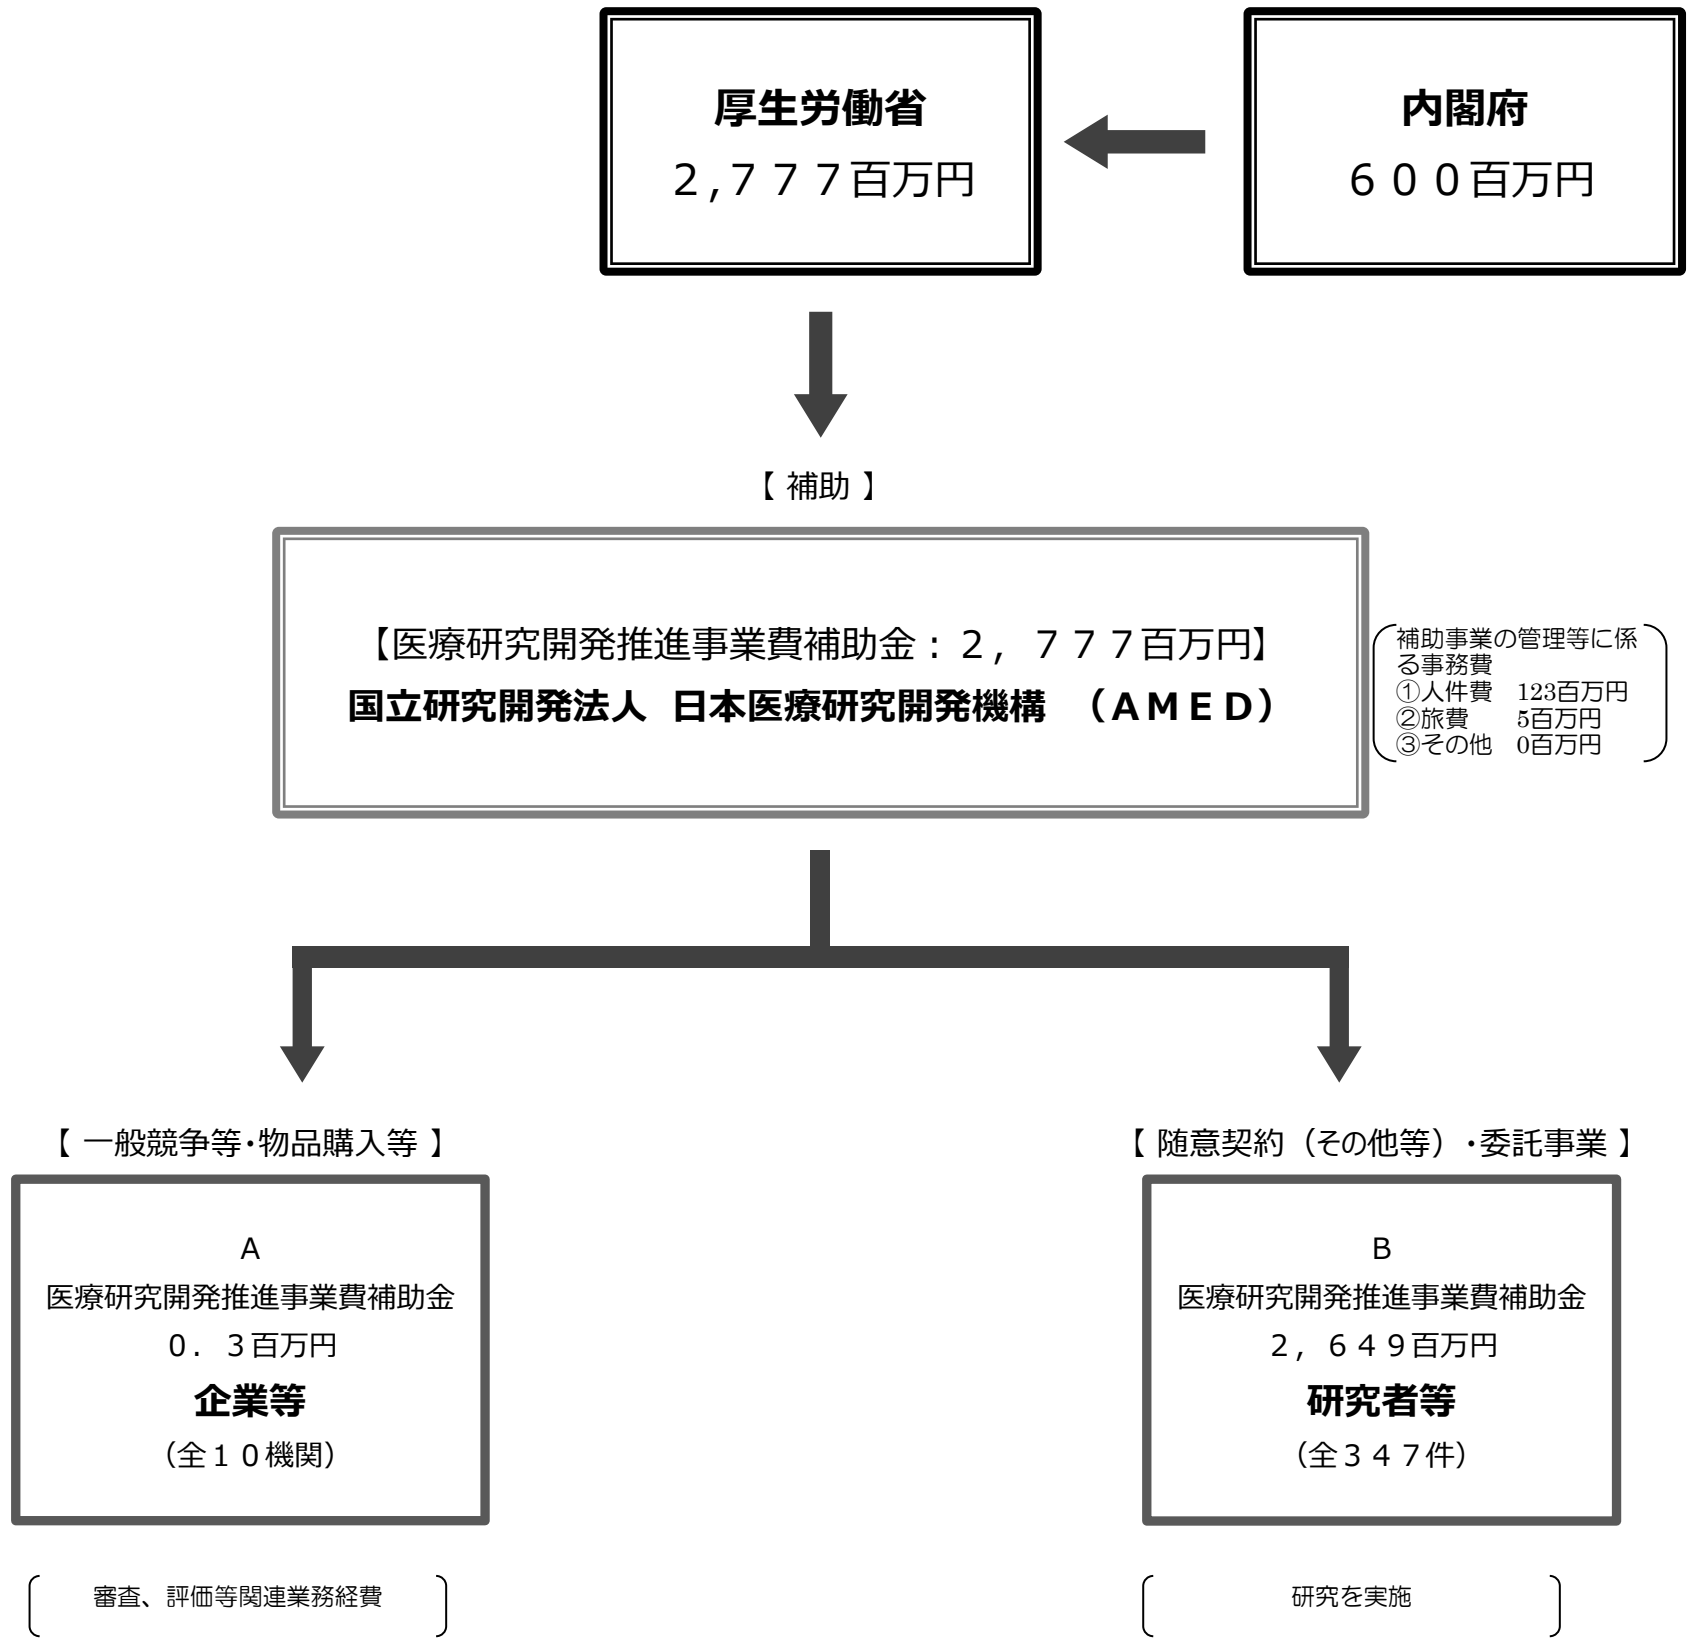 厚生労働省
２,７７７百万円
内閣府
６００百万円
【 補助 】
【医療研究開発推進事業費補助金：２，７７７百万円】
国立研究開発法人 日本医療研究開発機構 （ＡＭＥＤ）
補助事業の管理等に係
る事務費
①人件費　123百万円
②旅費　　5百万円
③その他　0百万円
【 一般競争等・物品購入等 】
A
医療研究開発推進事業費補助金
０．３百万円
企業等
（全１０機関）
審査、評価等関連業務経費
【 随意契約（その他等）・委託事業 】
B
医療研究開発推進事業費補助金
２，６４９百万円
研究者等
（全３４７件）
研究を実施